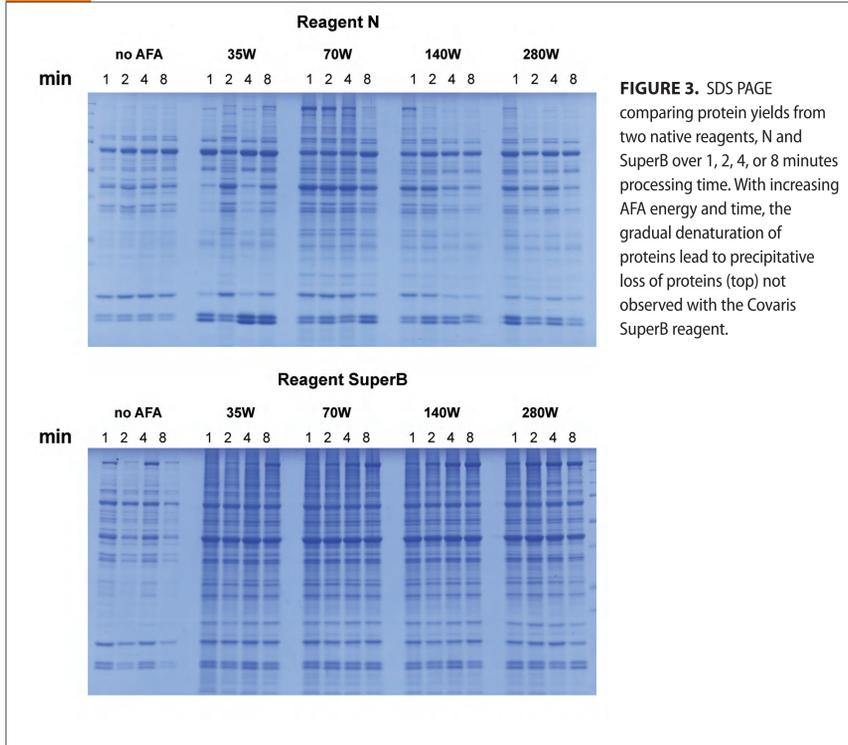 Reagent N
no AFA 35W 70W 140W 280W
min 1 2 4 8 1 2 4 8 1 2 4 8 1 2 4 8 1 2 4 8
FIGURE 3. SDS PAGE
comparing protein yields from
two native reagents, N and
SuperB over 1, 2, 4, or 8 minutes
processing time. With increasing
AFA energy and time, the
gradual denaturation of
proteins lead to precipitative
loss of proteins (top) not
observed with the Covaris
SuperB reagent.
Reagent SuperB
no AFA 35W 70W 140W 280W
min 1 2 4 8 1 2 4 8 1 2 4 8 1 2 4 8 1 2 4 8